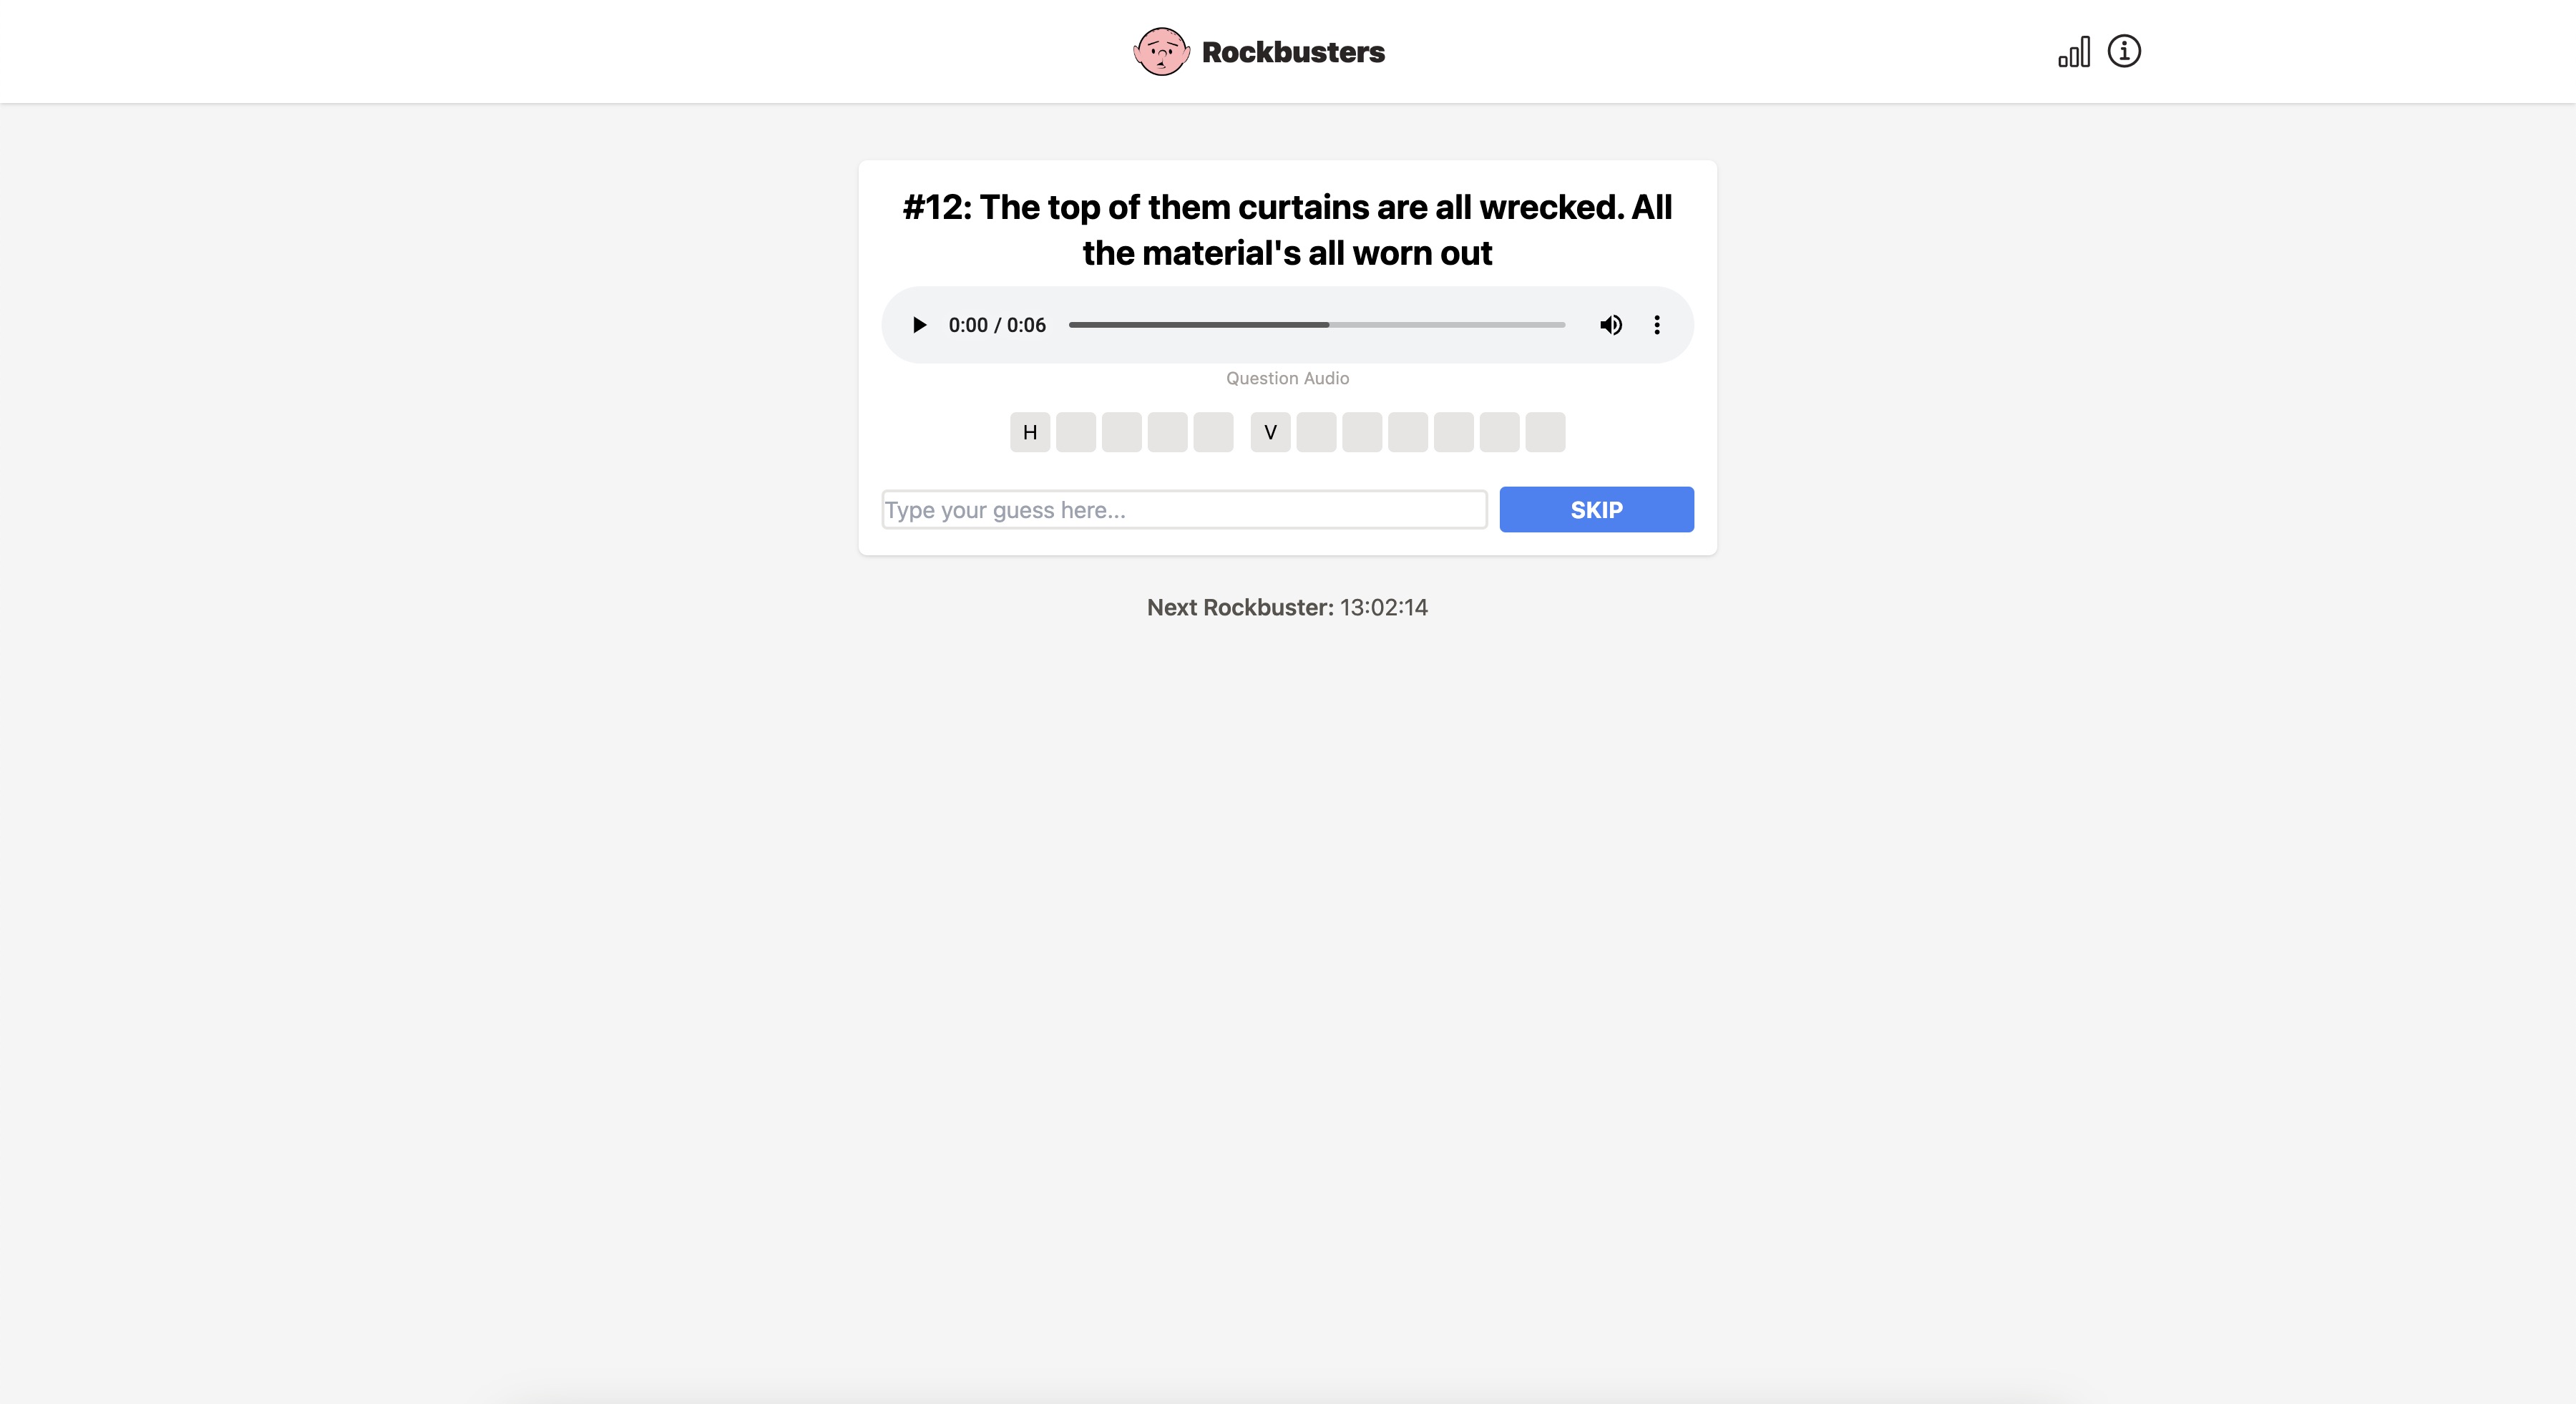 Rockbusters
#12: The top of them curtains are all wrecked. All
the material's all worn out
0:00 / 0:06
Question Audio
H V
Type your guess here...
SKIP
Next Rockbuster: 13:02:14